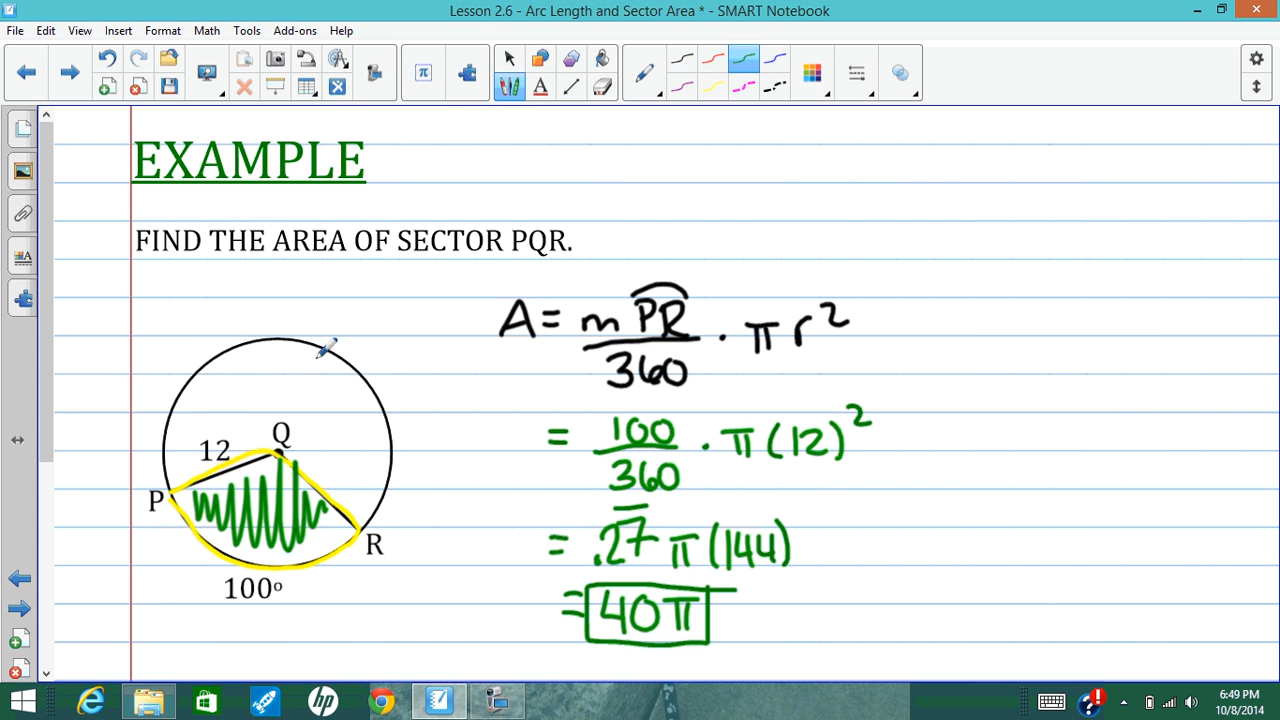 Lesson 2.6 - Arc Length and Sector Area * - SMART Notebook
File Edit View Insert Format Math Tools Add-ons Help
EXAMPLE
FIND THE AREA OF SECTOR PQR.
A = m PR / 360 · π r²
= 100 / 360 · π (12)²
= .27̅ π (144)
= 40π
Q
12
P
R
100°
6:49 PM
10/8/2014